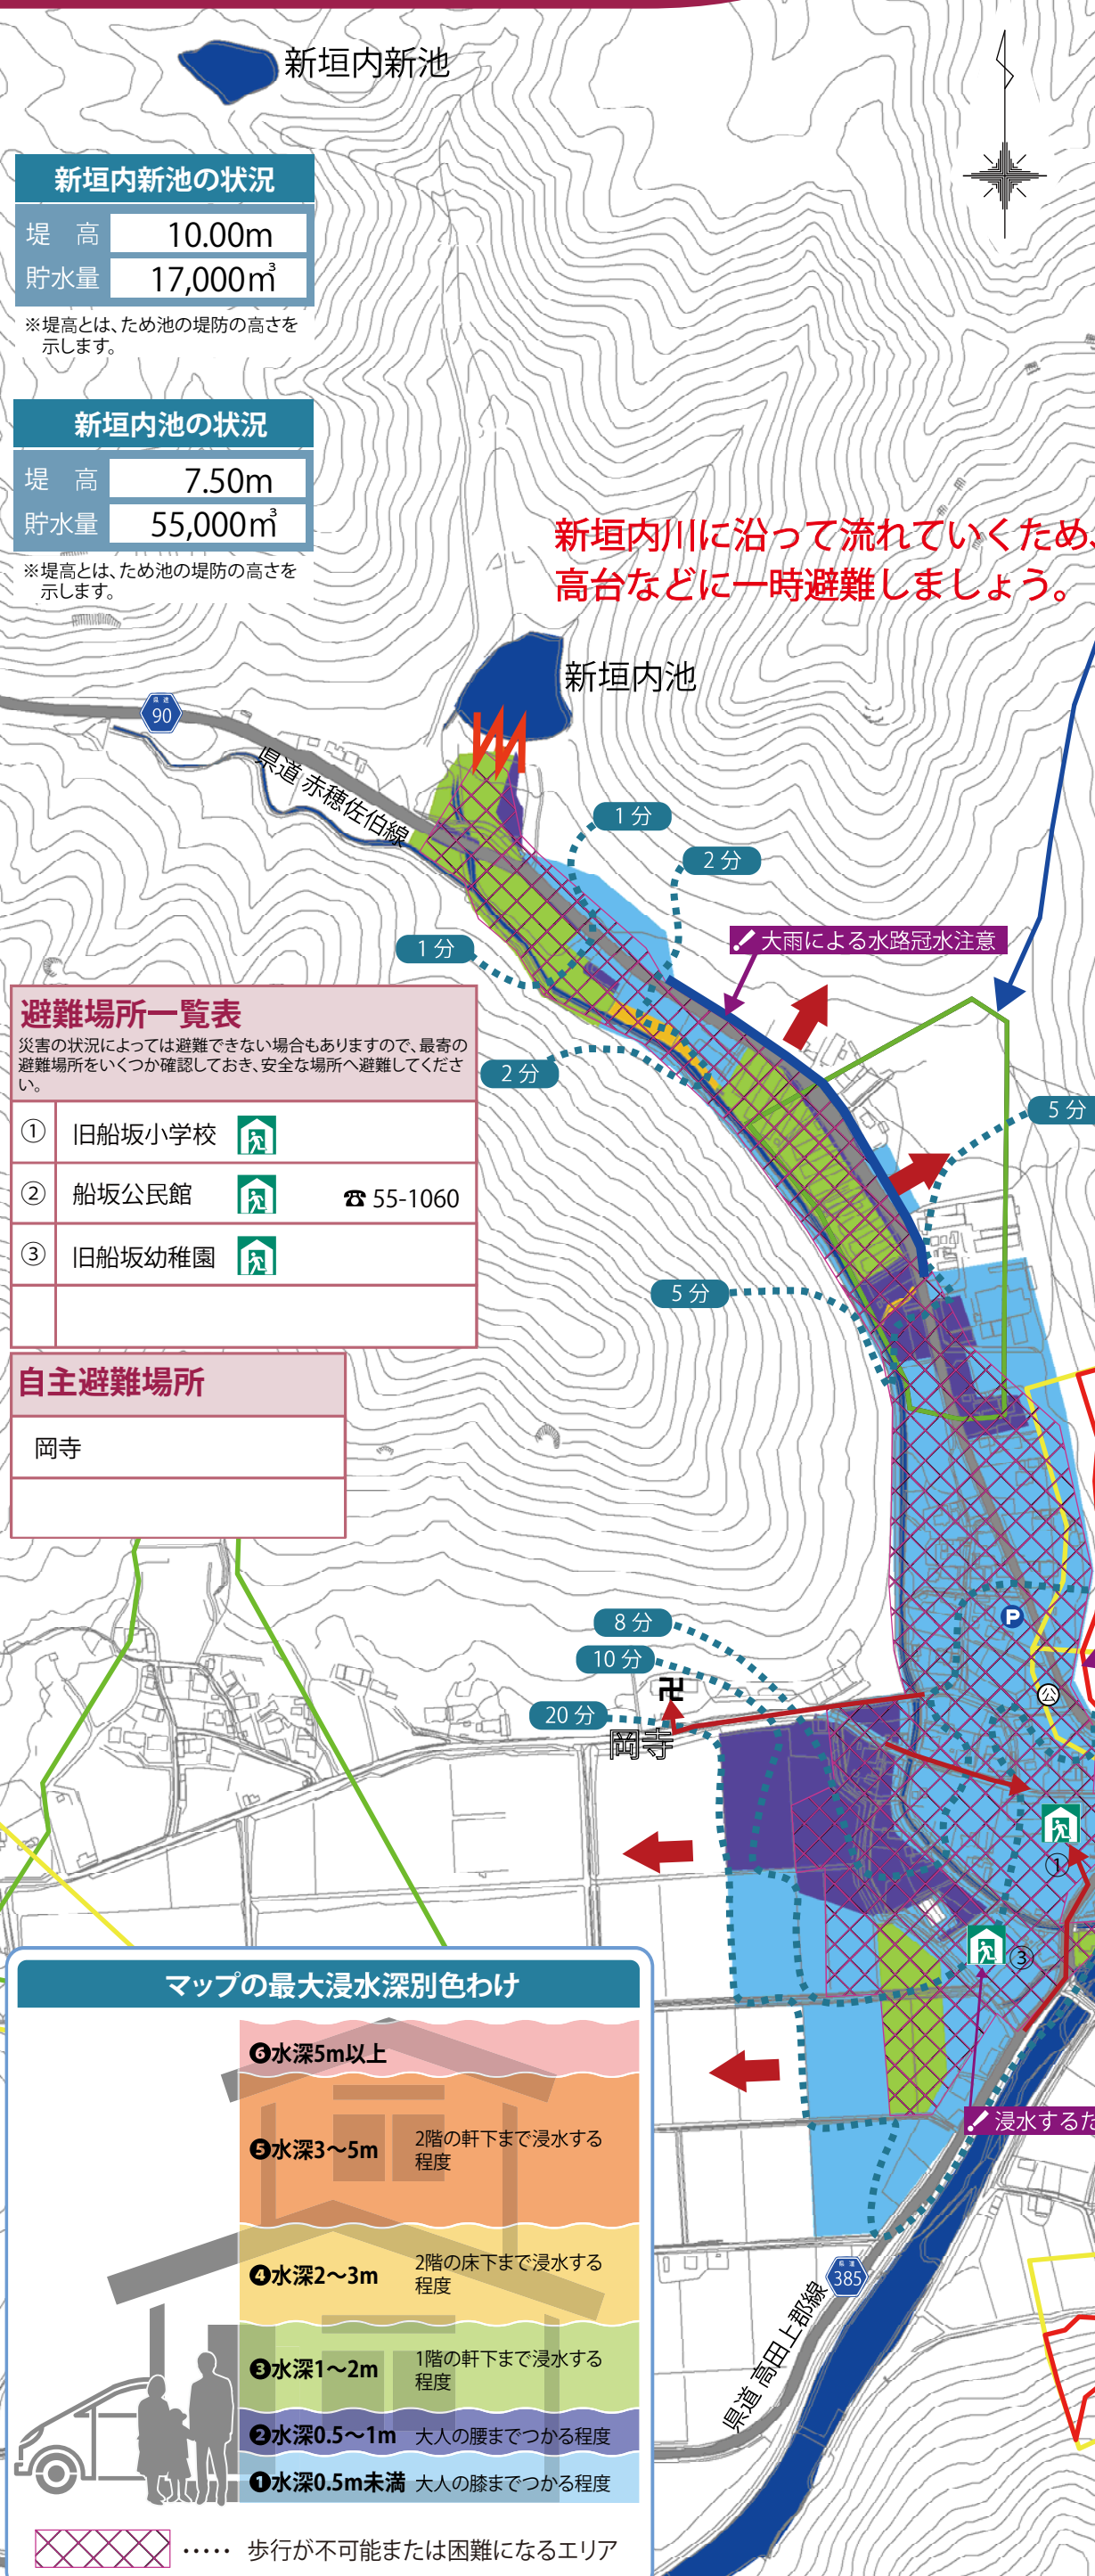 新垣内新池
新垣内新池の状況
堤 高 10.00m
貯水量 17,000㎥
※堤高とは、ため池の堤防の高さを
示します。
新垣内池の状況
堤 高 7.50m
貯水量 55,000㎥
※堤高とは、ため池の堤防の高さを
示します。
新垣内川に沿って流れていくため、
高台などに一時避難しましょう。
新垣内池
県道
90
県道 赤穂佐伯線
1分
2分
大雨による水路冠水注意
1分
2分
5分
5分
避難場所一覧表
災害の状況によっては避難できない場合もありますので、最寄の
避難場所をいくつか確認しておき、安全な場所へ避難してくださ
い。
① 旧船坂小学校
② 船坂公民館 ☎ 55-1060
③ 旧船坂幼稚園
自主避難場所
岡寺
8分
10分
20分
卍
岡寺
P
公
①
③
浸水するた
県道
385
県道 高田上郡線
マップの最大浸水深別色わけ
❻水深5m以上
❺水深3〜5m 2階の軒下まで浸水する
程度
❹水深2〜3m 2階の床下まで浸水する
程度
❸水深1〜2m 1階の軒下まで浸水する
程度
❷水深0.5〜1m 大人の腰までつかる程度
❶水深0.5m未満 大人の膝までつかる程度
····· 歩行が不可能または困難になるエリア